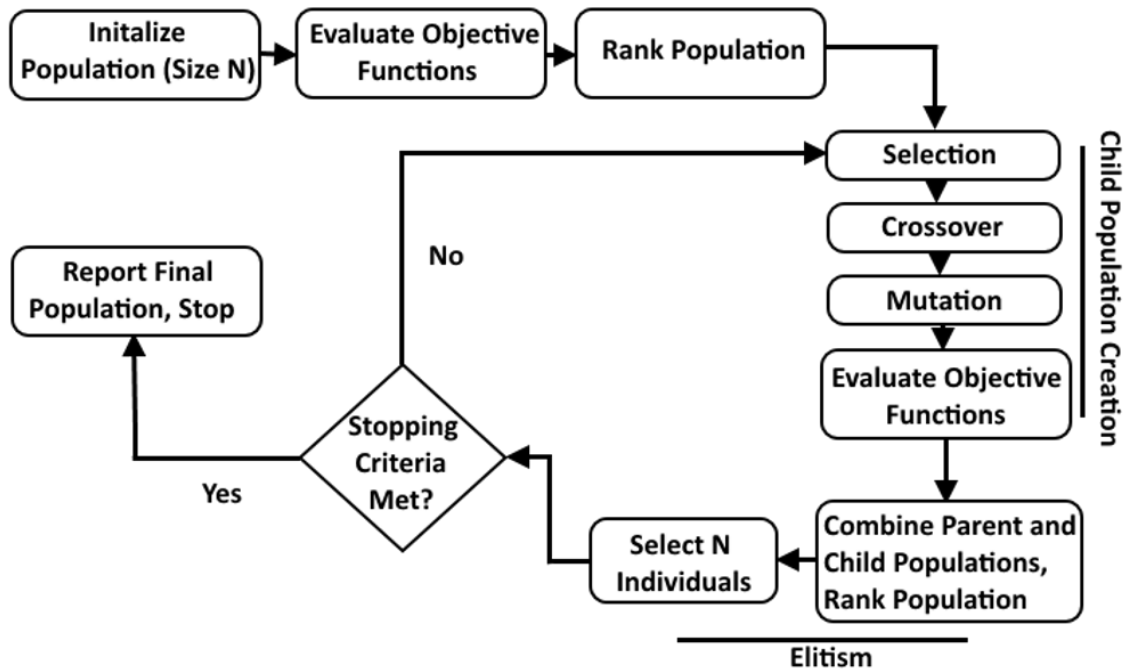 Initalize
Population (Size N)
Evaluate Objective
Functions
Rank Population
Selection
Crossover
Mutation
Evaluate Objective
Functions
Child Population Creation
Combine Parent and
Child Populations,
Rank Population
Select N
Individuals
Elitism
Stopping
Criteria
Met?
No
Yes
Report Final
Population, Stop